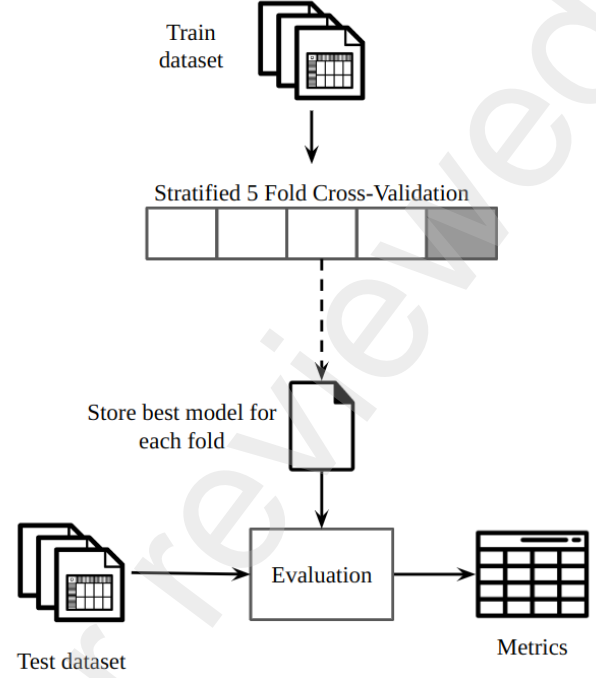 Train
dataset
Stratified 5 Fold Cross-Validation
Store best model for
each fold
Evaluation
Test dataset
Metrics
r reviewed